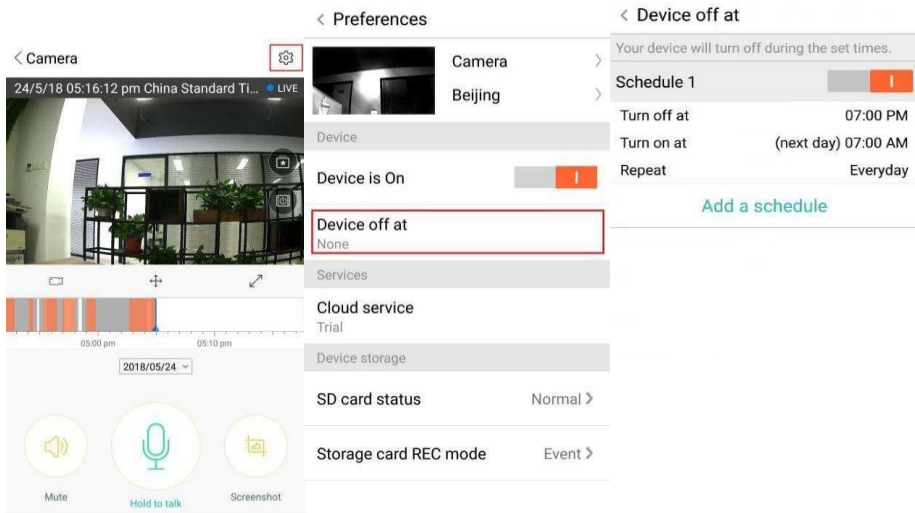 Camera
24/5/18 05:16:12 pm China Standard Ti... LIVE
05:00 pm 05:10 pm
2018/05/24
Mute Hold to talk Screenshot
Preferences
Camera
Beijing
Device
Device is On
Device off at
None
Services
Cloud service
Trial
Device storage
SD card status Normal
Storage card REC mode Event
Device off at
Your device will turn off during the set times.
Schedule 1
Turn off at 07:00 PM
Turn on at (next day) 07:00 AM
Repeat Everyday
Add a schedule